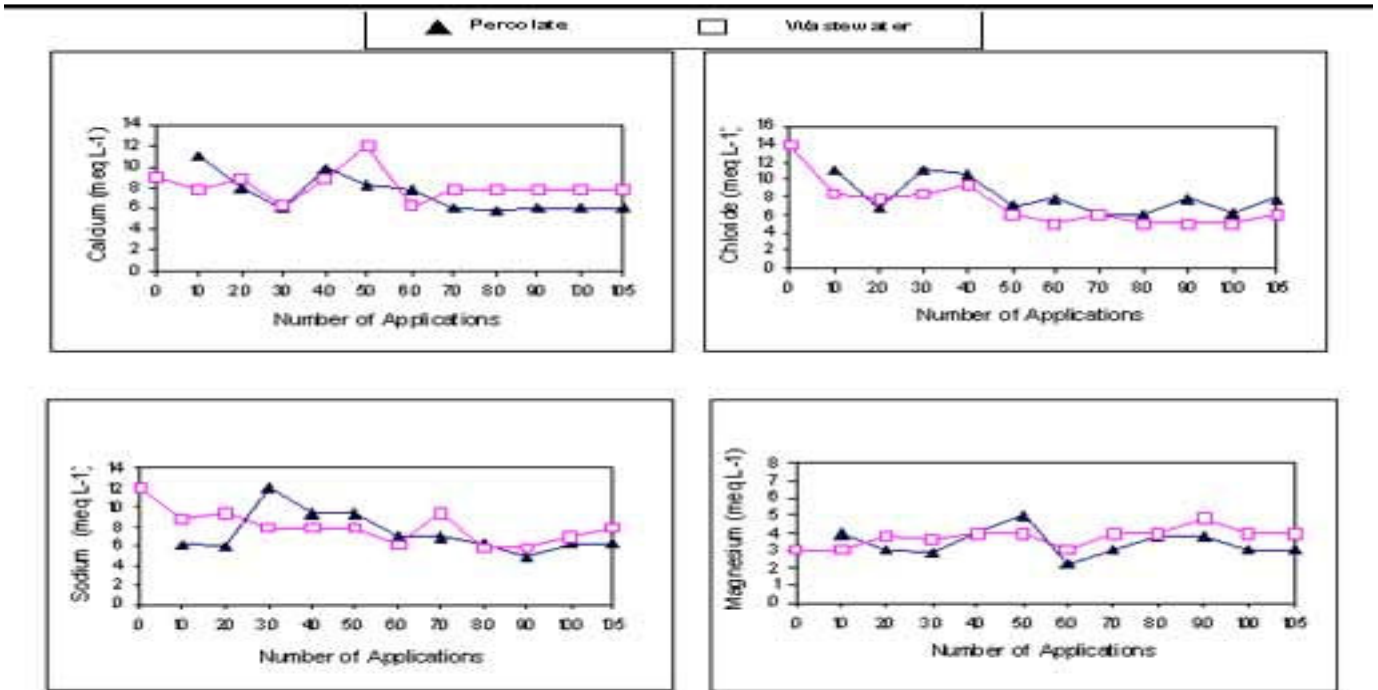 Percolate Wastewater
Calcium (meq L-1)
14
12
10
8
6
4
2
0
0 10 20 30 40 50 60 70 80 90 100 105
Number of Applications
Chloride (meq L-1)
16
14
12
10
8
6
4
2
0
0 10 20 30 40 50 60 70 80 90 100 105
Number of Applications
Sodium (meq L-1)
14
12
10
8
6
4
2
0
0 10 20 30 40 50 60 70 80 90 100 105
Number of Applications
Magnesium (meq L-1)
8
7
6
5
4
3
2
1
0
0 10 20 30 40 50 60 70 80 90 100 105
Number of Applications